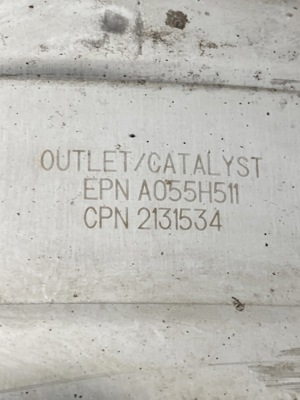 OUTLET/CATALYST
EPN A055H511
CPN 2131534